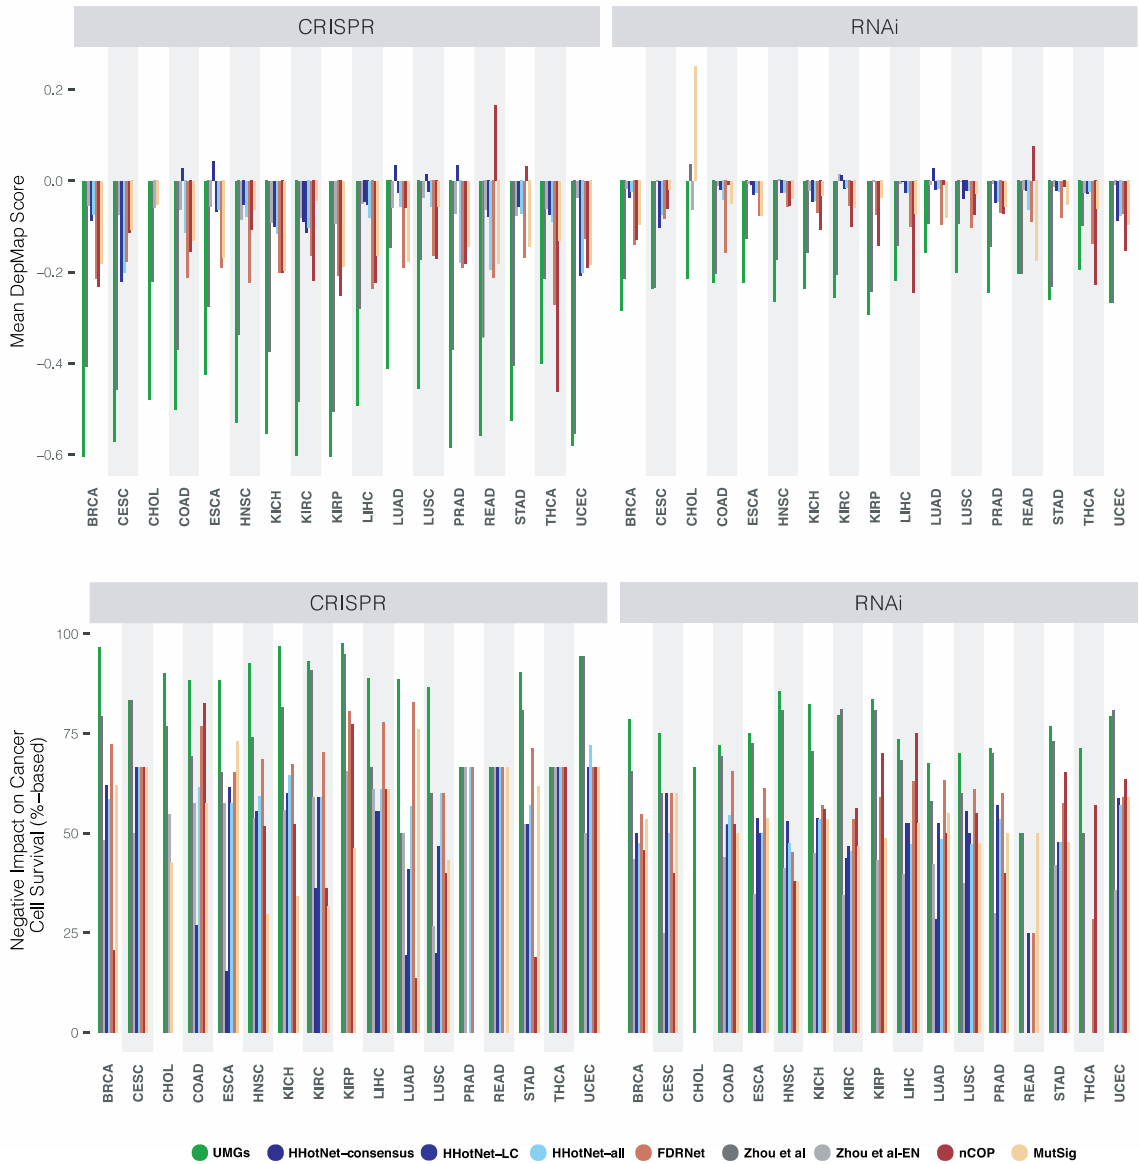 CRISPR RNAi
Mean DepMap Score
0.2
0.0
−0.2
−0.4
−0.6
BRCA CESC CHOL COAD ESCA HNSC KICH KIRC KIRP LIHC LUAD LUSC PRAD READ STAD THCA UCEC
BRCA CESC CHOL COAD ESCA HNSC KICH KIRC KIRP LIHC LUAD LUSC PRAD READ STAD THCA UCEC
CRISPR RNAi
Negative Impact on Cancer
Cell Survival (%−based)
100
75
50
25
0
BRCA CESC CHOL COAD ESCA HNSC KICH KIRC KIRP LIHC LUAD LUSC PRAD READ STAD THCA UCEC
BRCA CESC CHOL COAD ESCA HNSC KICH KIRC KIRP LIHC LUAD LUSC PRAD READ STAD THCA UCEC
UMGs HHotNet−consensus HHotNet−LC HHotNet−all FDRNet Zhou et al Zhou et al-EN nCOP MutSig